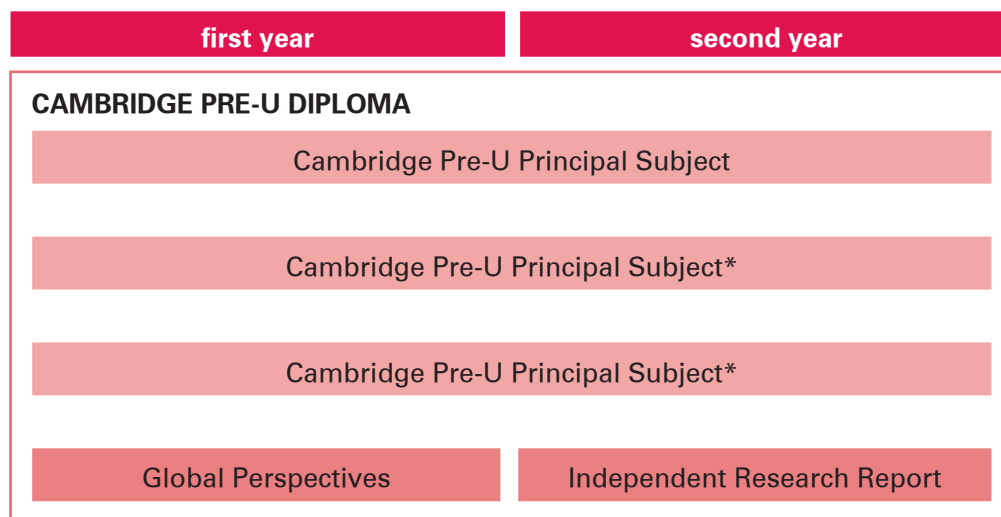 first year
second year
CAMBRIDGE PRE-U DIPLOMA
Cambridge Pre-U Principal Subject
Cambridge Pre-U Principal Subject*
Cambridge Pre-U Principal Subject*
Global Perspectives
Independent Research Report